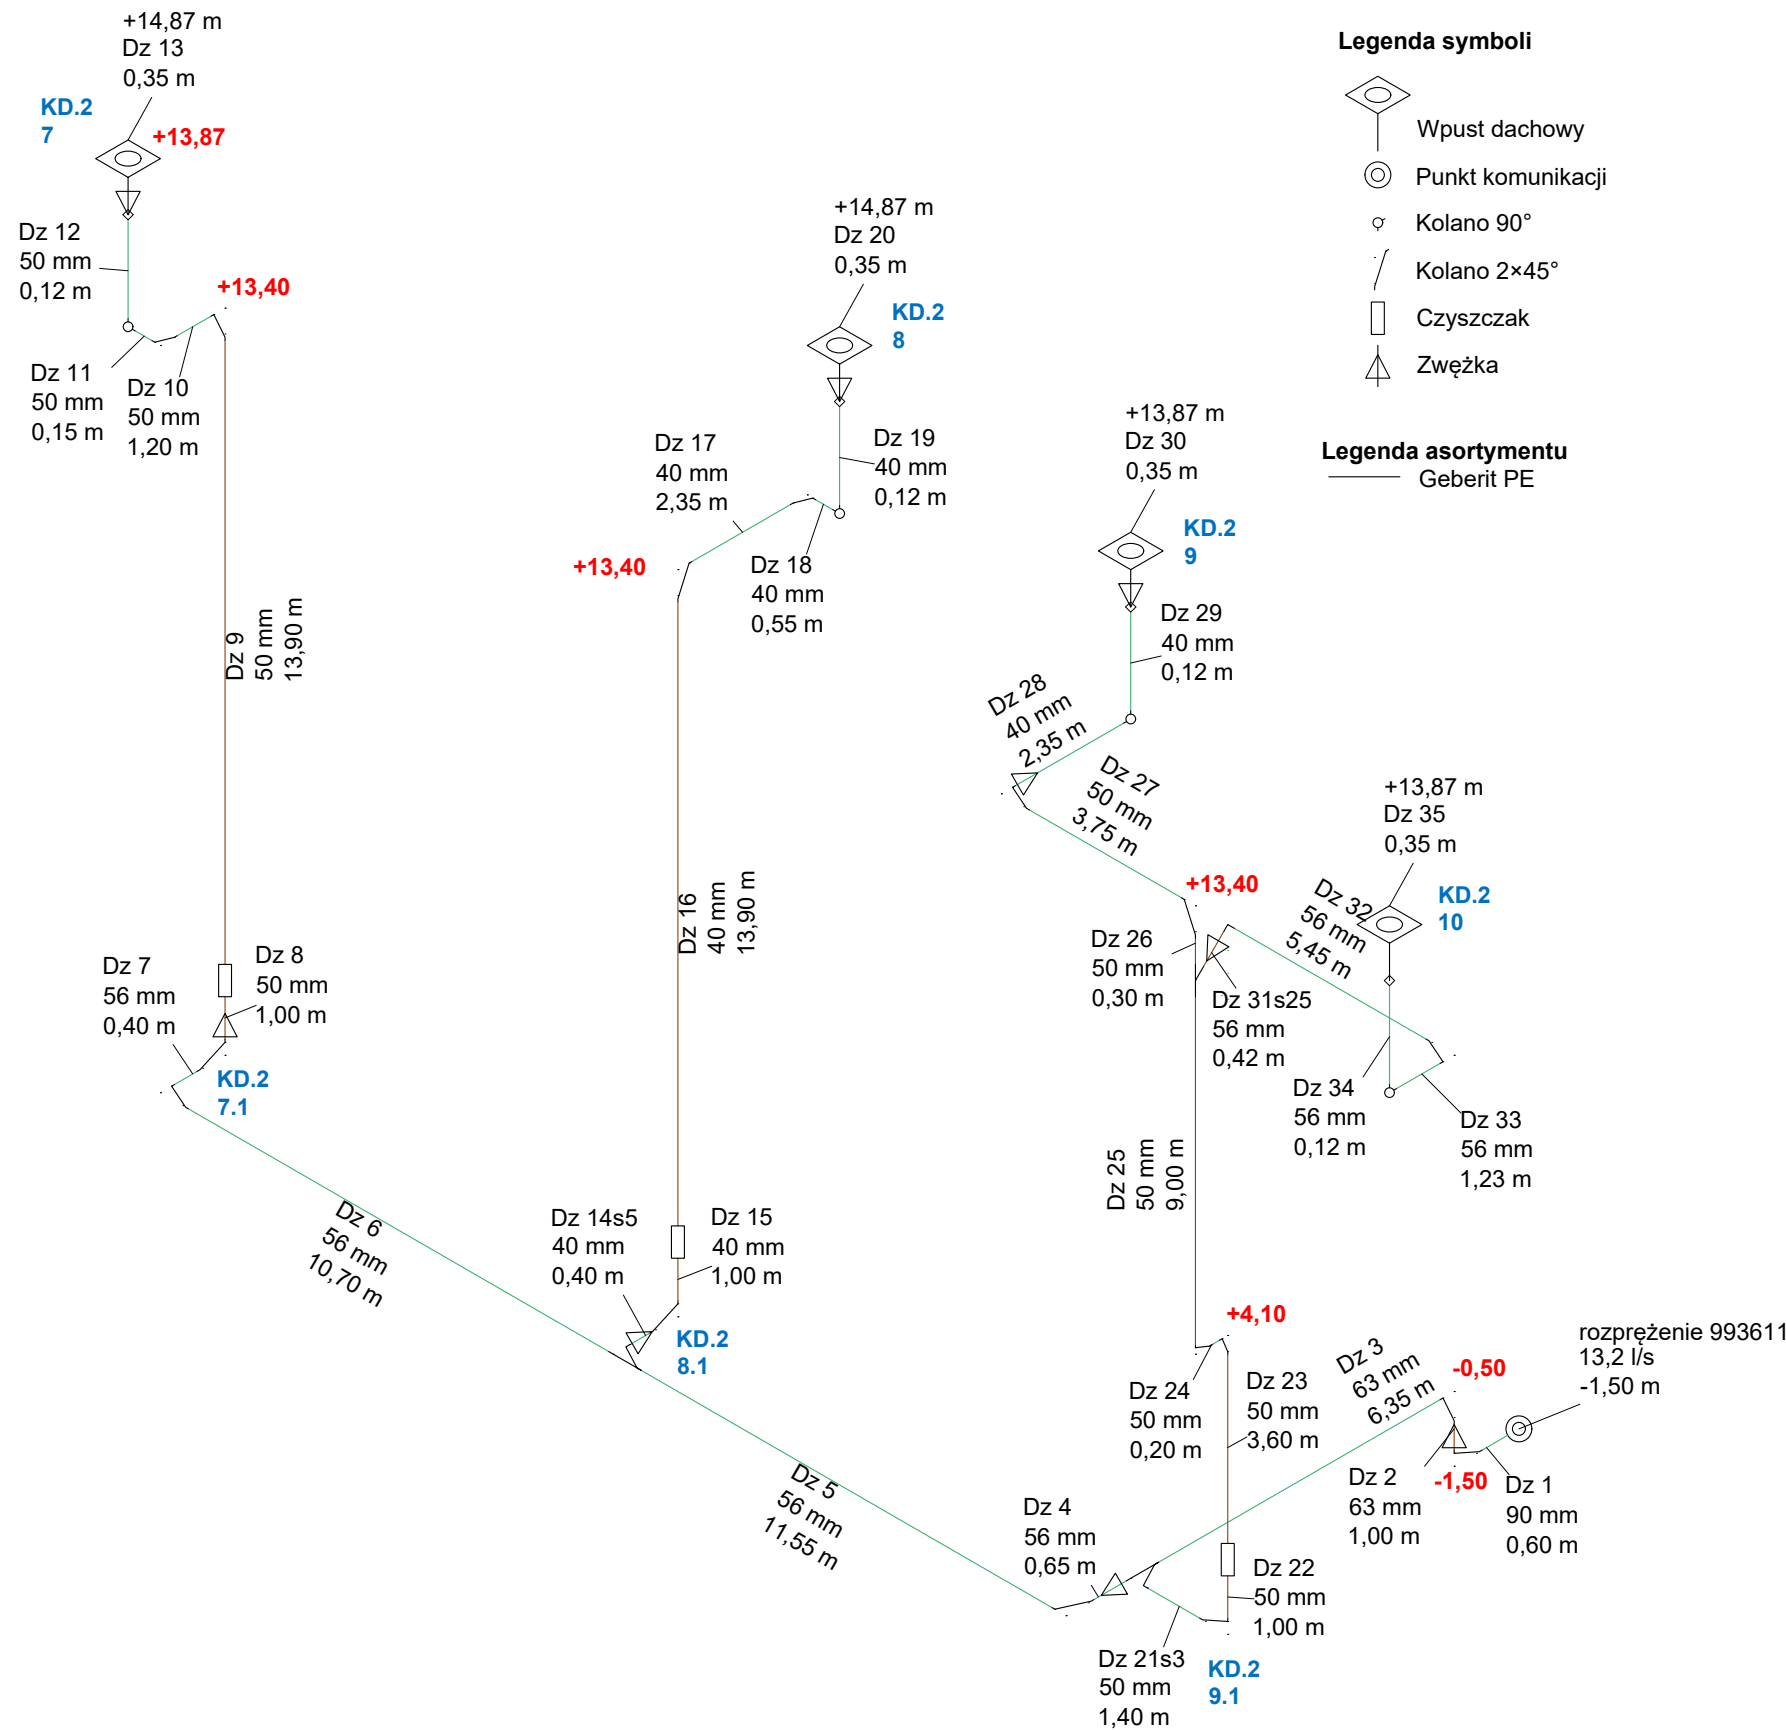 +14,87 m
Dz 13
0,35 m
KD.2
7
+13,87
Dz 12
50 mm
0,12 m
+13,40
Dz 11
50 mm
0,15 m
Dz 10
50 mm
1,20 m
Dz 9
50 mm
13,90 m
Dz 8
50 mm
1,00 m
Dz 7
56 mm
0,40 m
KD.2
7.1
Dz 6
56 mm
10,70 m
+14,87 m
Dz 20
0,35 m
KD.2
8
Dz 17
40 mm
2,35 m
Dz 19
40 mm
0,12 m
+13,40
Dz 18
40 mm
0,55 m
Dz 16
40 mm
13,90 m
Dz 14s5
40 mm
0,40 m
Dz 15
40 mm
1,00 m
KD.2
8.1
Dz 5
56 mm
11,55 m
+13,87 m
Dz 30
0,35 m
KD.2
9
Dz 29
40 mm
0,12 m
Dz 28
40 mm
2,35 m
Dz 27
50 mm
3,75 m
+13,40
+13,87 m
Dz 35
0,35 m
KD.2
10
Dz 32
56 mm
5,45 m
Dz 26
50 mm
0,30 m
Dz 31s25
56 mm
0,42 m
Dz 34
56 mm
0,12 m
Dz 33
56 mm
1,23 m
Dz 25
50 mm
9,00 m
+4,10
Dz 24
50 mm
0,20 m
Dz 23
50 mm
3,60 m
Dz 3
63 mm
6,35 m
-0,50
rozprężenie 993611
13,2 l/s
-1,50 m
Dz 2
63 mm
1,00 m
-1,50
Dz 1
90 mm
0,60 m
Dz 4
56 mm
0,65 m
Dz 22
50 mm
1,00 m
Dz 21s3
50 mm
1,40 m
KD.2
9.1
Legenda symboli
Wpust dachowy
Punkt komunikacji
Kolano 90°
Kolano 2×45°
Czyszczak
Zwężka
Legenda asortymentu
Geberit PE